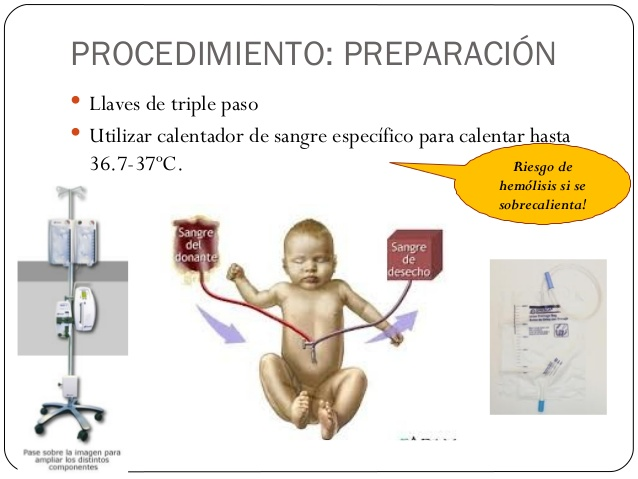 PROCEDIMIENTO: PREPARACIÓN
Llaves de triple paso
Utilizar calentador de sangre específico para calentar hasta
36.7-37ºC.
Riesgo de
hemólisis si se
sobrecalienta!
Sangre
del
donante
Sangre
de
desecho
Pase sobre la imagen para
ampliar los distintos
componentes